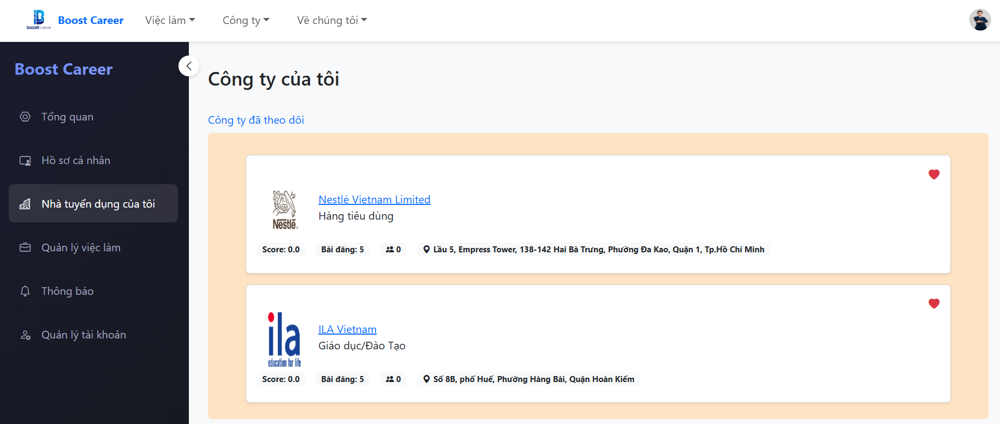 booost career
Boost Career
Việc làm
Công ty
Về chúng tôi
Boost Career
Tổng quan
Hồ sơ cá nhân
Nhà tuyển dụng của tôi
Quản lý việc làm
Thông báo
Quản lý tài khoản
Công ty của tôi
Công ty đã theo dõi
Nestlé
Nestlé Vietnam Limited
Hàng tiêu dùng
Score: 0.0
Bài đăng: 5
0
Lầu 5, Empress Tower, 138-142 Hai Bà Trưng, Phường Đa Kao, Quận 1, Tp.Hồ Chí Minh
ila
education for life
ILA Vietnam
Giáo dục/Đào Tạo
Score: 0.0
Bài đăng: 5
0
Số 8B, phố Huế, Phường Hàng Bài, Quận Hoàn Kiếm